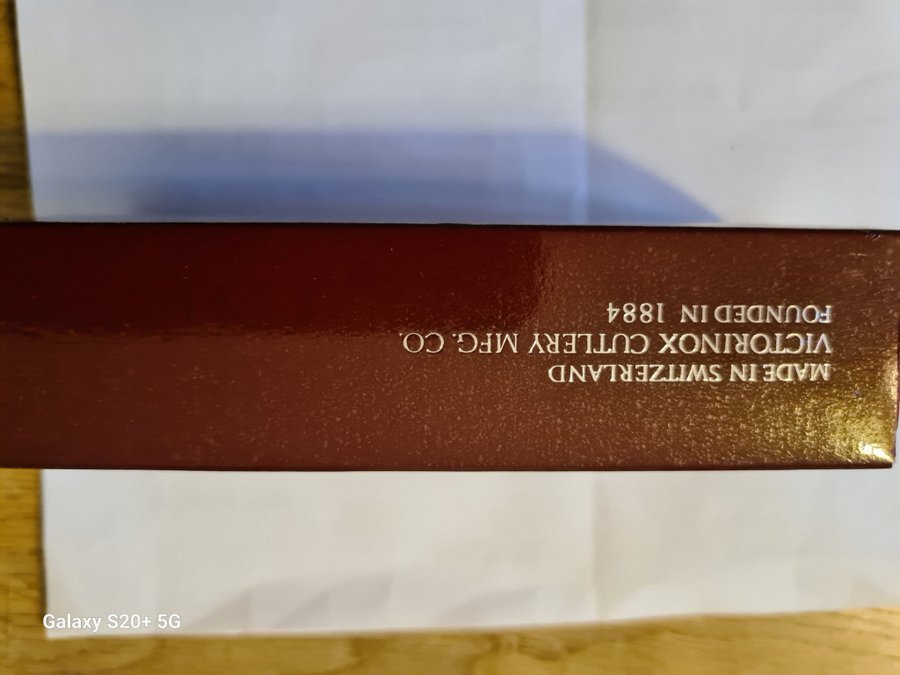 MADE IN SWITZERLAND
VICTORINOX CUTLERY MFG. CO.
FOUNDED IN 1884
Galaxy S20+ 5G